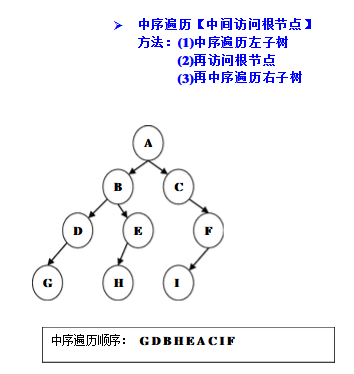 ➢ 中序遍历【中间访问根节点】
方法：(1)中序遍历左子树
(2)再访问根节点
(3)再中序遍历右子树
A
B C
D E F
G H I
中序遍历顺序： G D B H E A C I F